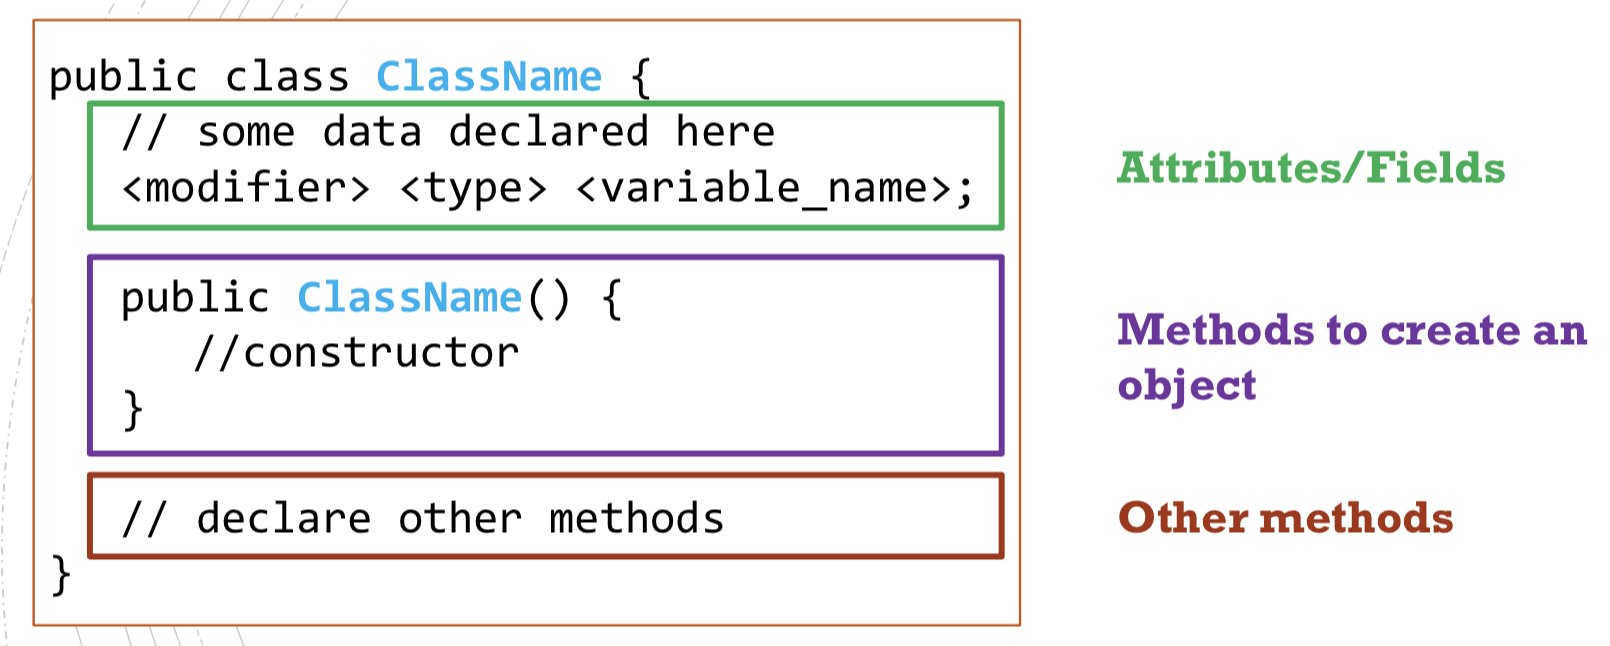 public class ClassName {
// some data declared here
<modifier> <type> <variable_name>;
Attributes/Fields
public ClassName() {
//constructor
}
Methods to create an
object
// declare other methods
Other methods
}